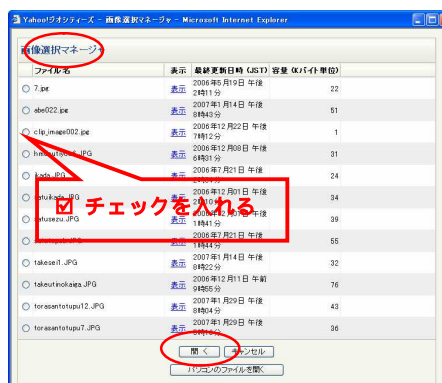 Yahoo!ジオシティーズ - 画像選択マネージャ - Microsoft Internet Explorer
画像選択マネージャ
ファイル名 表示 最終更新日時 (JST) 容量 (Kバイト単位)
7.jpg 表示 2006年5月19日 午後 2時11分 22
abe022.jpg 表示 2007年1月14日 午後 8時43分 51
clip_image002.jpg 表示 2006年12月22日 午後 7時12分 1
表示 2006年12月08日 午後 6時31分 31
ikada.JPG 表示 2006年7月21日 午後 24
表示 2006年12月01日 午後 34
☑ チェックを入れる
表示 1時41分 39
表示 2006年7月21日 午後 1時44分 55
takesei1.JPG 表示 2007年1月14日 午後 8時22分 32
takeutinokaiga.JPG 表示 2006年12月11日 午前 9時55分 76
torasantotupu12.JPG 表示 2007年1月29日 午後 8時04分 43
torasantotupu7.JPG 表示 2007年1月29日 午後 36
開く キャンセル
パソコンのファイルを開く